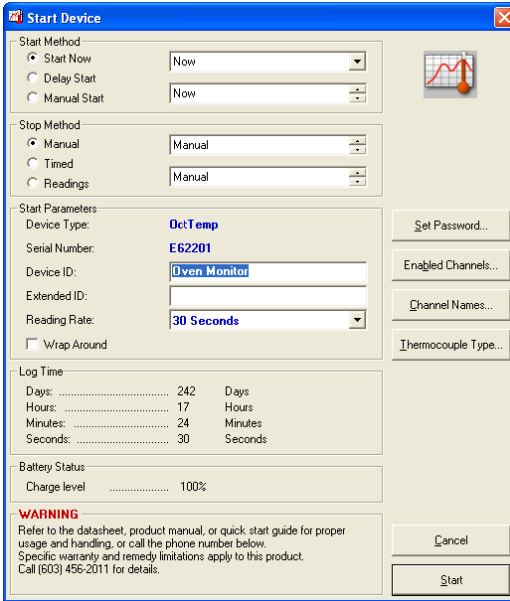 Start Device
Start Method
Start Now
Now
Delay Start
Manual Start
Now
Stop Method
Manual
Manual
Timed
Readings
Manual
Start Parameters
Device Type: OctTemp
Serial Number: E62201
Device ID: Oven Monitor
Extended ID:
Reading Rate: 30 Seconds
Wrap Around
Set Password...
Enabled Channels...
Channel Names...
Thermocouple Type...
Log Time
Days: ................................ 242 Days
Hours: .............................. 17 Hours
Minutes: ........................... 24 Minutes
Seconds: ......................... 30 Seconds
Battery Status
Charge level .................... 100%
WARNING
Refer to the datasheet, product manual, or quick start guide for proper
usage and handling, or call the phone number below.
Specific warranty and remedy limitations apply to this product.
Call (603) 456-2011 for details.
Cancel
Start